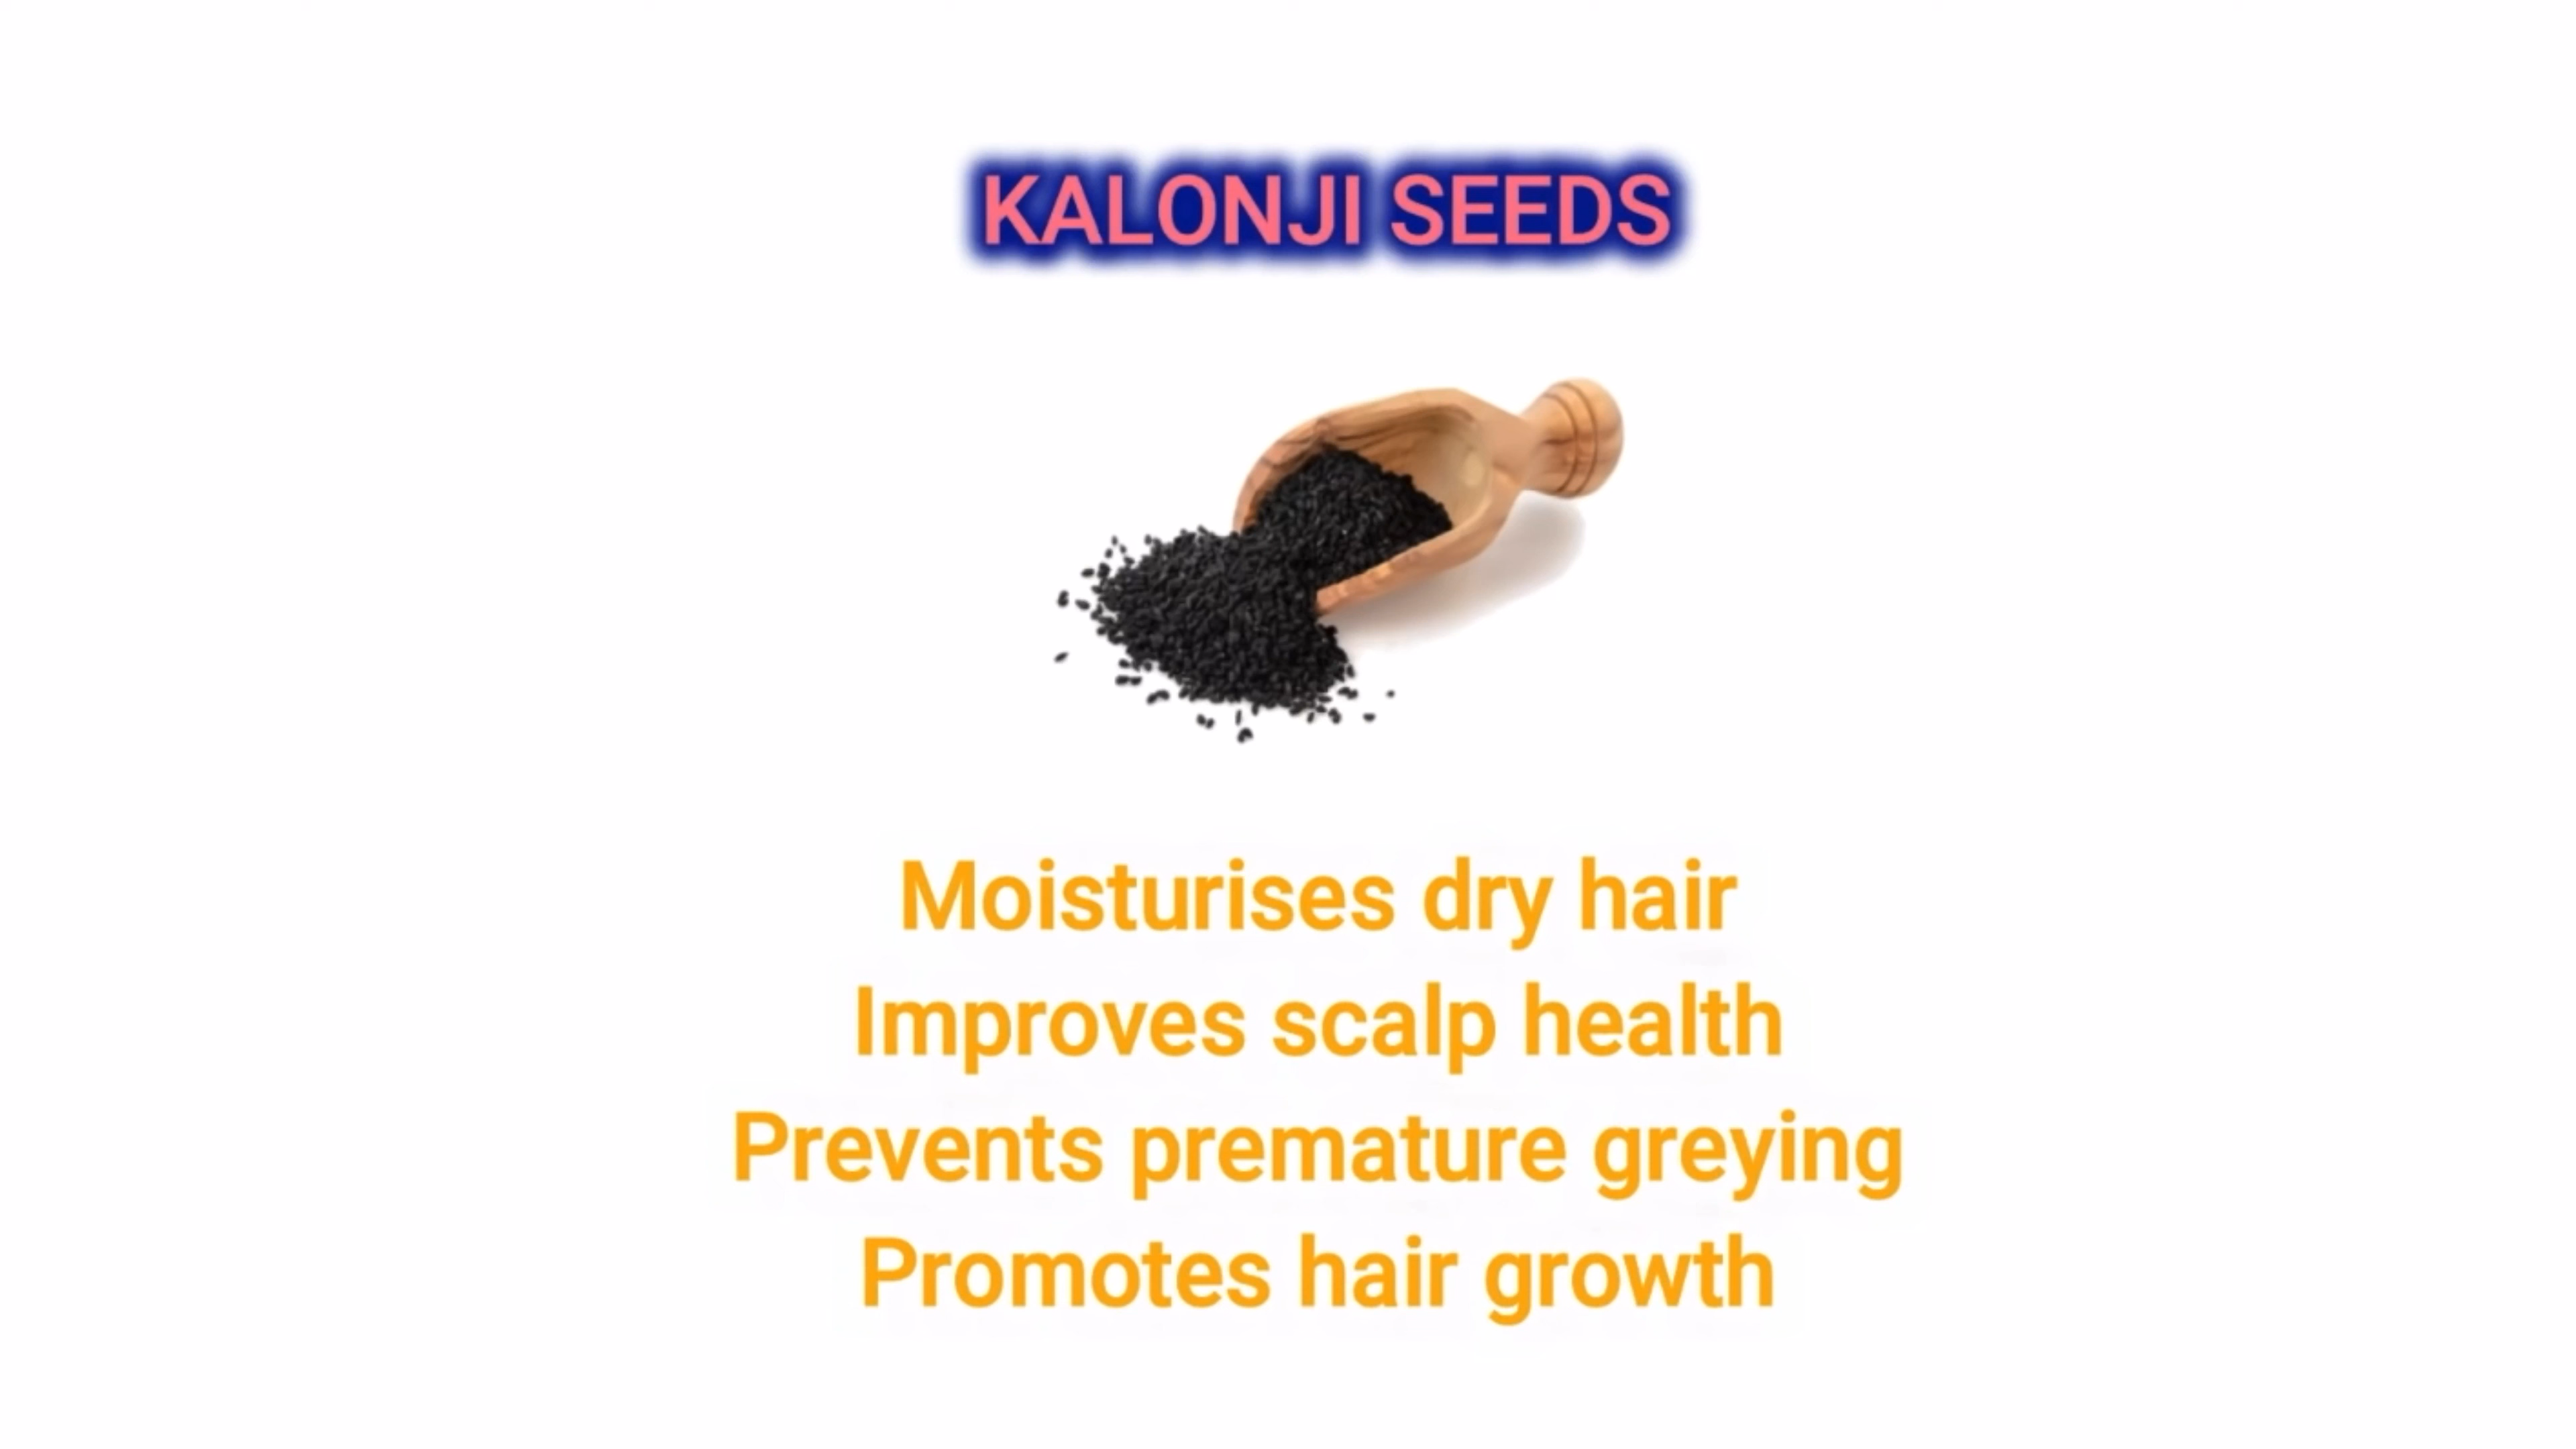 KALONJI SEEDS
Moisturises dry hair
Improves scalp health
Prevents premature greying
Promotes hair growth